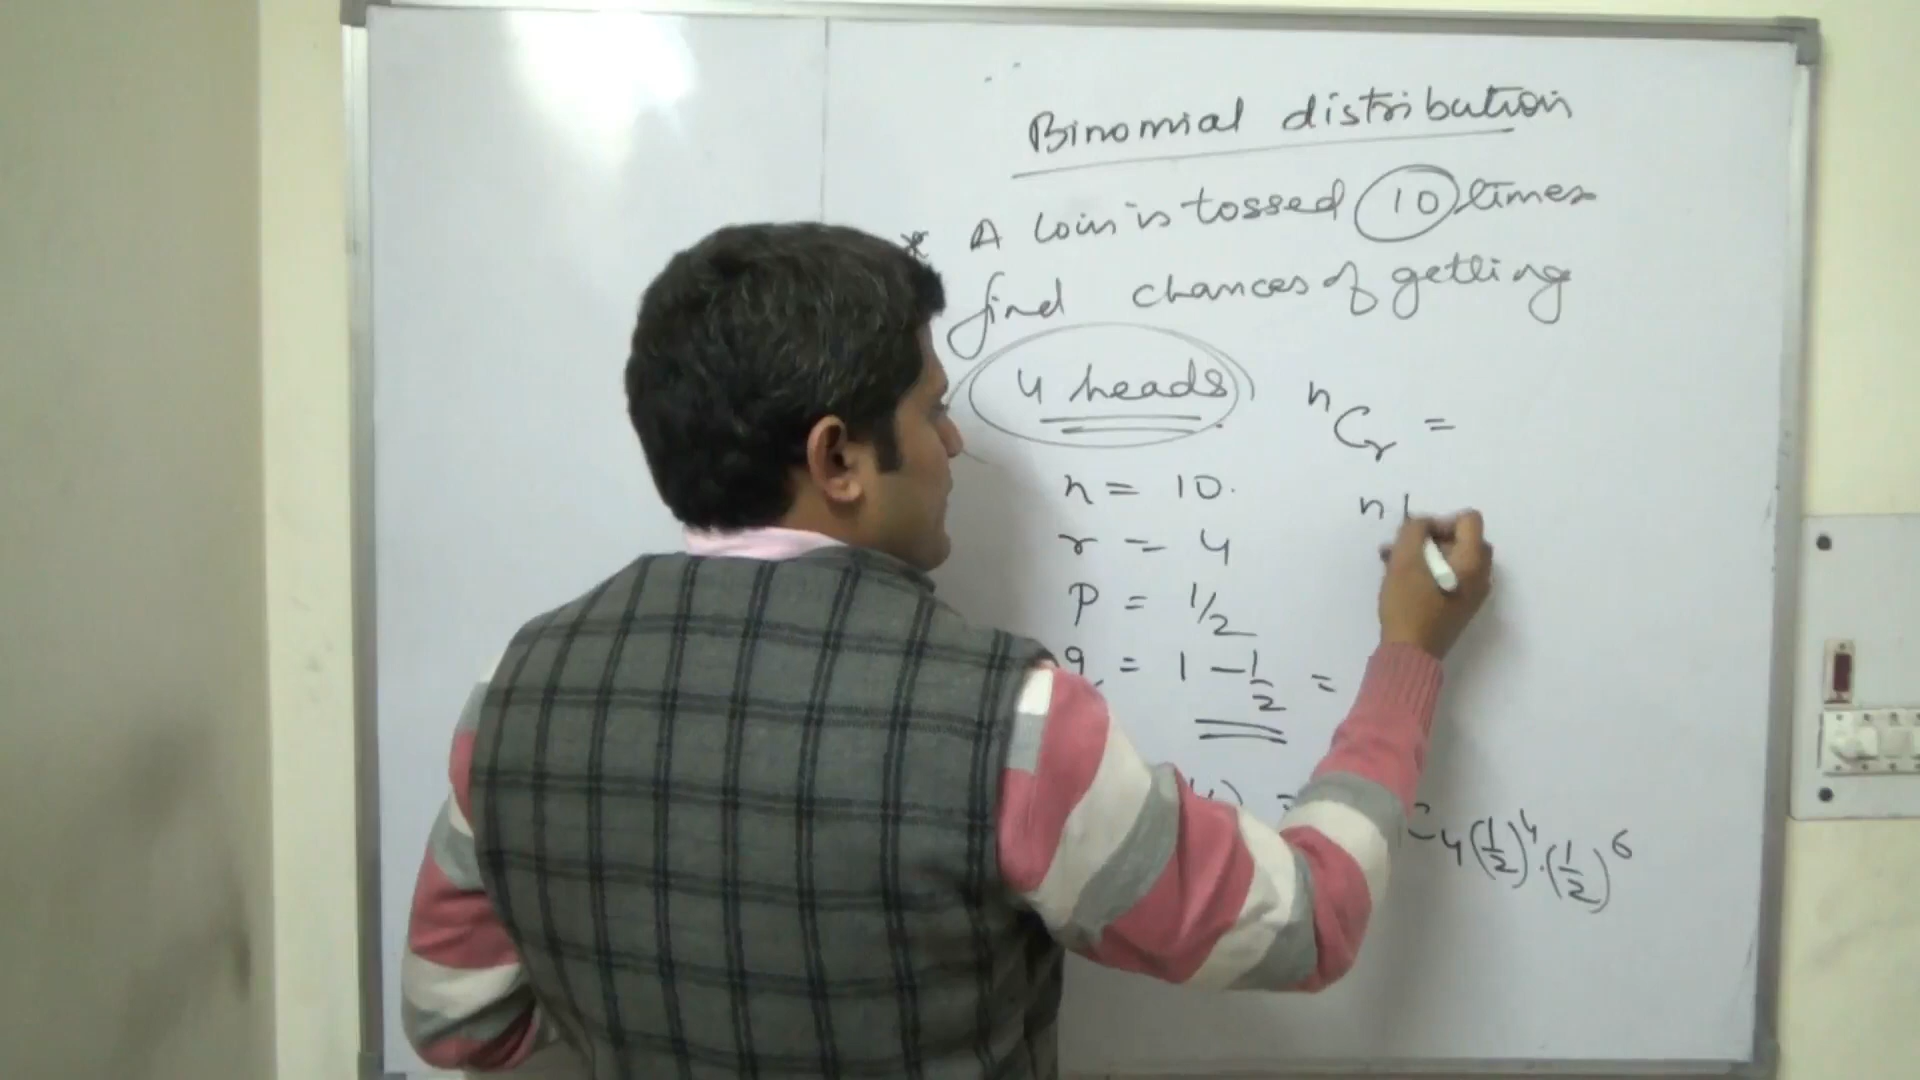 Binomial distribution
* A coin is tossed 10 times
find chances of getting
4 heads.
nCr =
n = 10.
n!
r = 4
p = 1/2
q = 1 - 1/2 =
4) = C4 (1/2)^4 . (1/2)^6